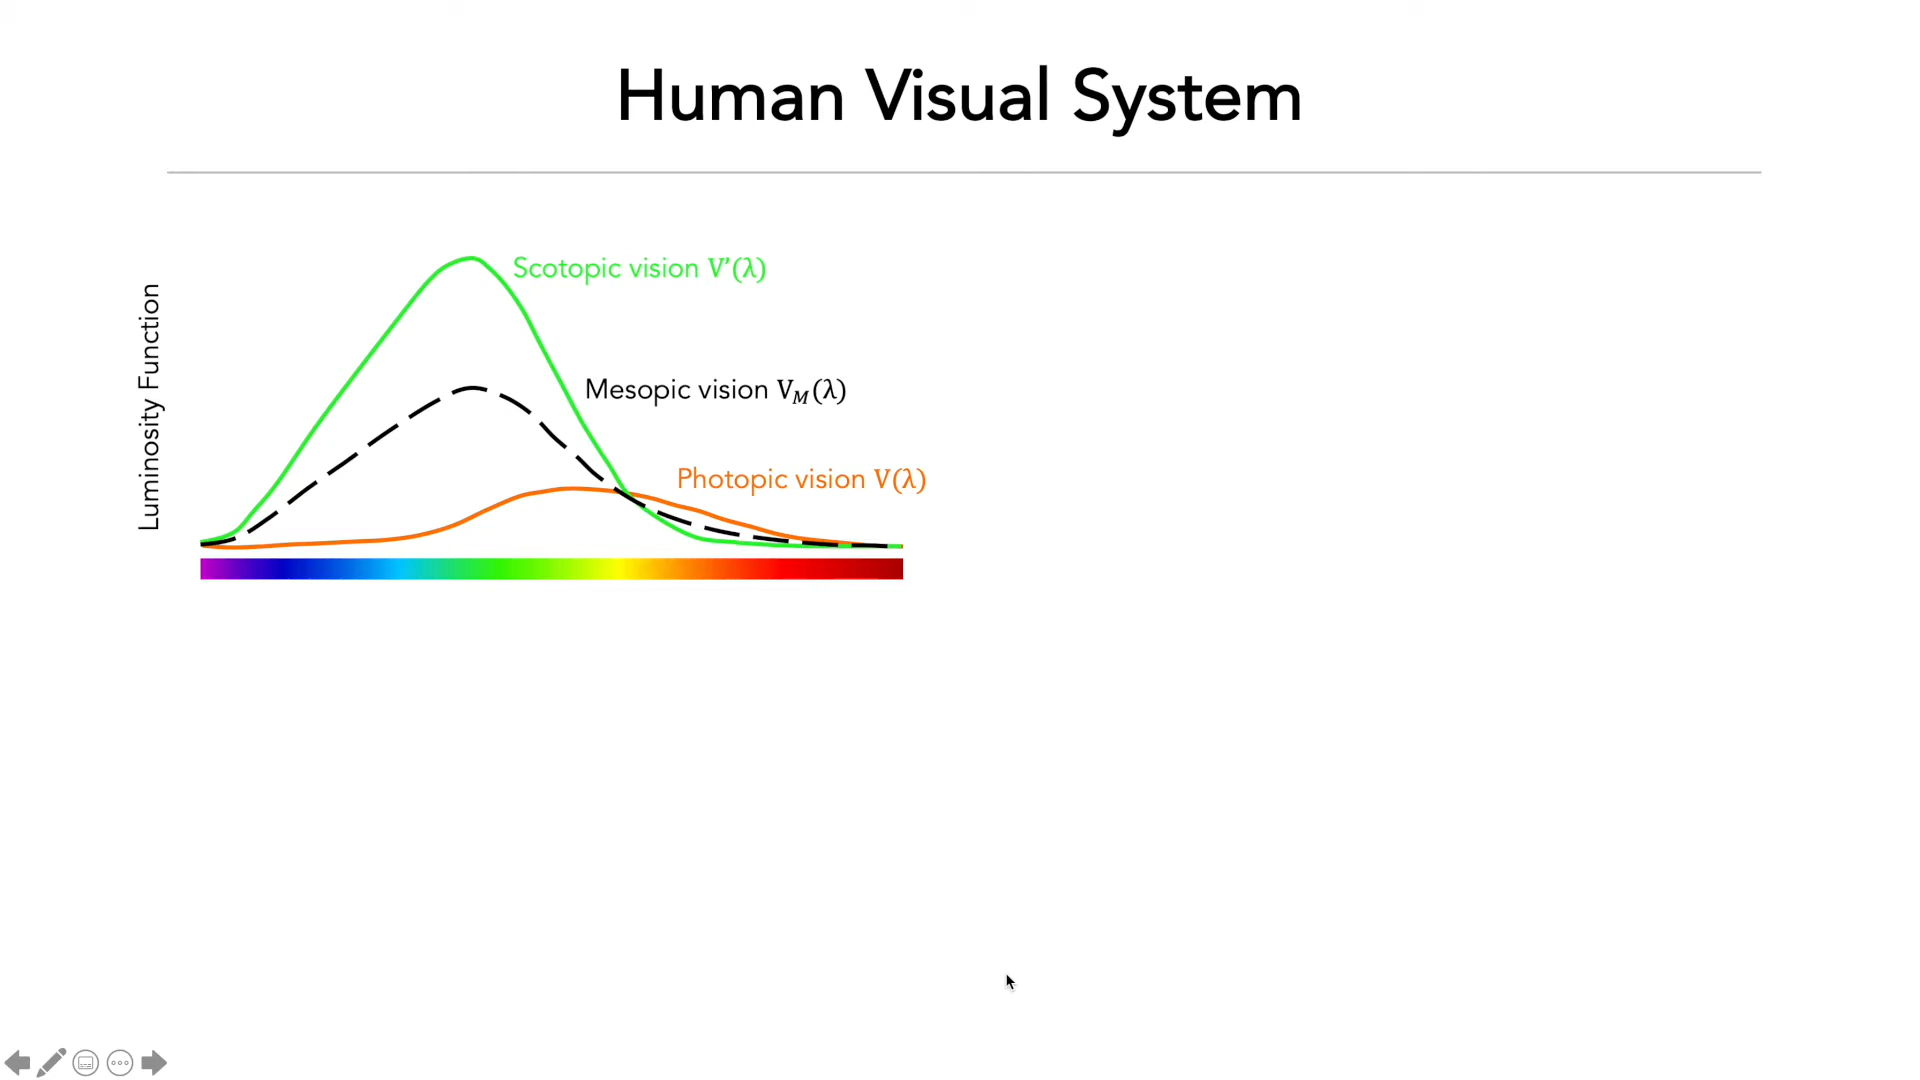 Human Visual System
Luminosity Function
Scotopic vision V’(λ)
Mesopic vision V_M(λ)
Photopic vision V(λ)